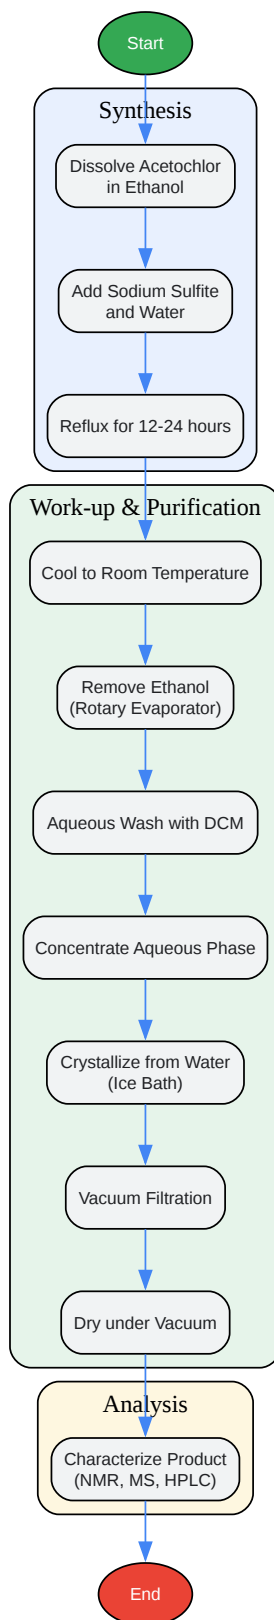 Start
Synthesis
Dissolve Acetochlor
in Ethanol
Add Sodium Sulfite
and Water
Reflux for 12-24 hours
Work-up & Purification
Cool to Room Temperature
Remove Ethanol
(Rotary Evaporator)
Aqueous Wash with DCM
Concentrate Aqueous Phase
Crystallize from Water
(Ice Bath)
Vacuum Filtration
Dry under Vacuum
Analysis
Characterize Product
(NMR, MS, HPLC)
End